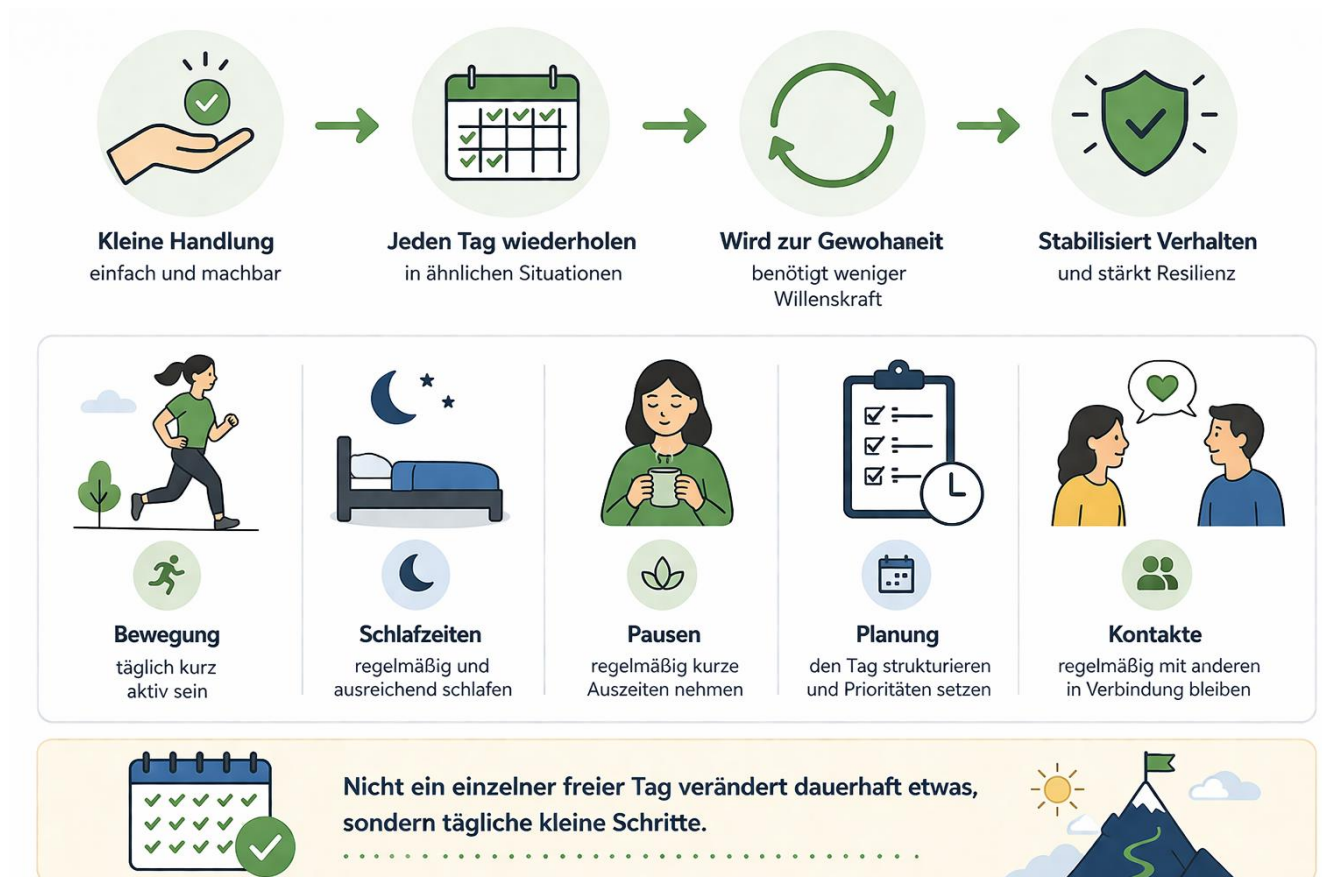 Kleine Handlung
einfach und machbar
Jeden Tag wiederholen
in ähnlichen Situationen
Wird zur Gewohaneit
benötigt weniger
Willenskraft
Stabilisiert Verhalten
und stärkt Resilienz
Bewegung
täglich kurz
aktiv sein
Schlafzeiten
regelmäßig und
ausreichend schlafen
Pausen
regelmäßig kurze
Auszeiten nehmen
Planung
den Tag strukturieren
und Prioritäten setzen
Kontakte
regelmäßig mit anderen
in Verbindung bleiben
Nicht ein einzelner freier Tag verändert dauerhaft etwas,
sondern tägliche kleine Schritte.